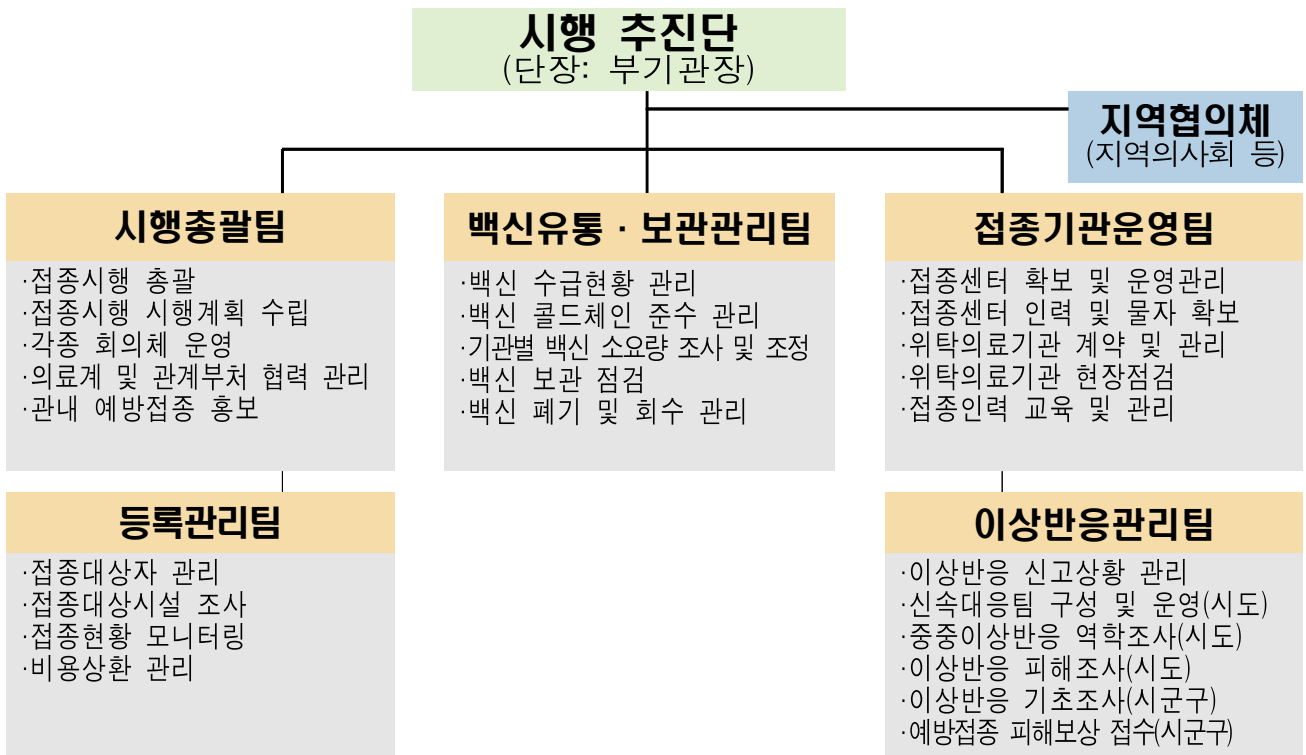 시행 추진단
(단장: 부기관장)
지역협의체
(지역의사회 등)
시행총괄팀
·접종시행 총괄
·접종시행 시행계획 수립
·각종 회의체 운영
·의료계 및 관계부처 협력 관리
·관내 예방접종 홍보
백신유통 · 보관관리팀
·백신 수급현황 관리
·백신 콜드체인 준수 관리
·기관별 백신 소요량 조사 및 조정
·백신 보관 점검
·백신 폐기 및 회수 관리
접종기관운영팀
·접종센터 확보 및 운영관리
·접종센터 인력 및 물자 확보
·위탁의료기관 계약 및 관리
·위탁의료기관 현장점검
·접종인력 교육 및 관리
등록관리팀
·접종대상자 관리
·접종대상시설 조사
·접종현황 모니터링
·비용상환 관리
이상반응관리팀
·이상반응 신고상황 관리
·신속대응팀 구성 및 운영(시도)
·중중이상반응 역학조사(시도)
·이상반응 피해조사(시도)
·이상반응 기초조사(시군구)
·예방접종 피해보상 접수(시군구)